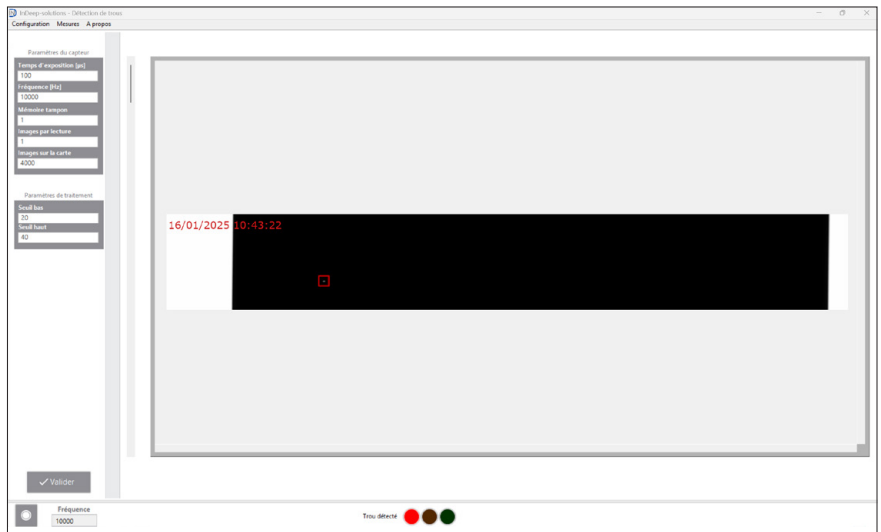 InDeep-solutions - Détection de trous
Configuration Mesures A propos
Paramètres du capteur
Temps d'exposition [µs]
100
Fréquence [Hz]
10000
Mémoire tampon
1
Images par lecture
1
Images sur la carte
4000
Paramètres de traitement
Seuil bas
20
Seuil haut
40
16/01/2025 10:43:22
Valider
Fréquence
10000
Trou détecté